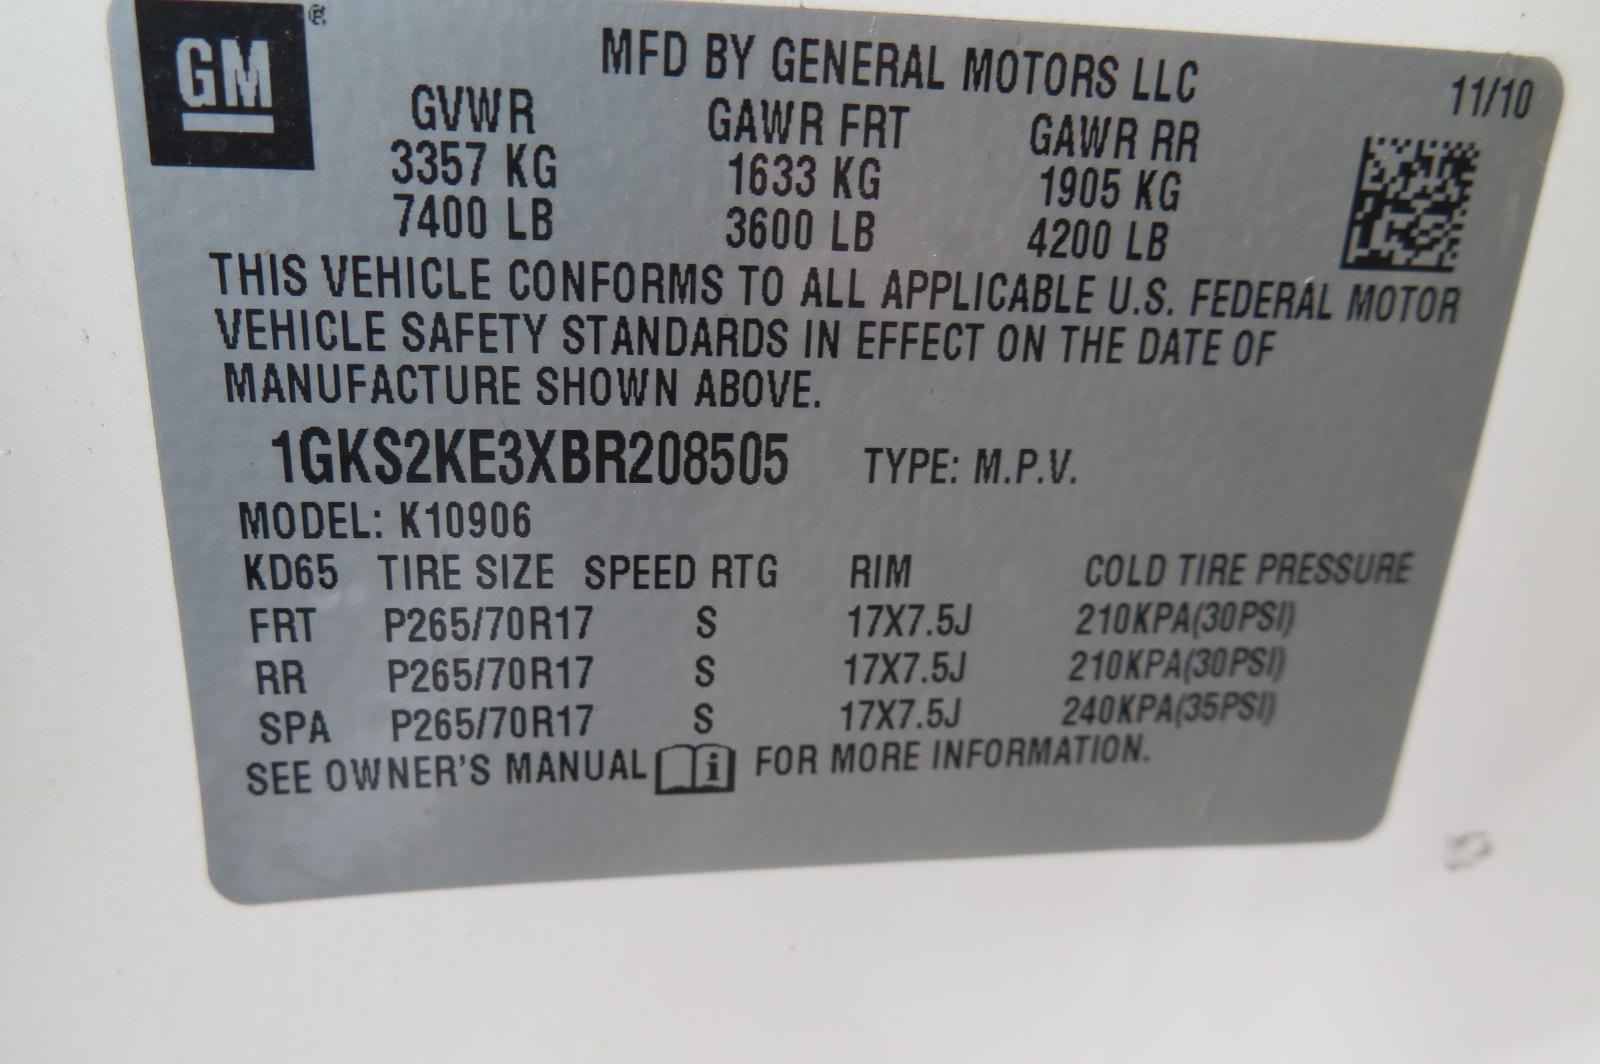 GM
MFD BY GENERAL MOTORS LLC
11/10
GVWR GAWR FRT GAWR RR
3357 KG 1633 KG 1905 KG
7400 LB 3600 LB 4200 LB
THIS VEHICLE CONFORMS TO ALL APPLICABLE U.S. FEDERAL MOTOR
VEHICLE SAFETY STANDARDS IN EFFECT ON THE DATE OF
MANUFACTURE SHOWN ABOVE.
1GKS2KE3XBR208505 TYPE: M.P.V.
MODEL: K10906
KD65 TIRE SIZE SPEED RTG RIM COLD TIRE PRESSURE
FRT P265/70R17 S 17X7.5J 210KPA(30PSI)
RR P265/70R17 S 17X7.5J 210KPA(30PSI)
SPA P265/70R17 S 17X7.5J 240KPA(35PSI)
SEE OWNER'S MANUAL i FOR MORE INFORMATION.